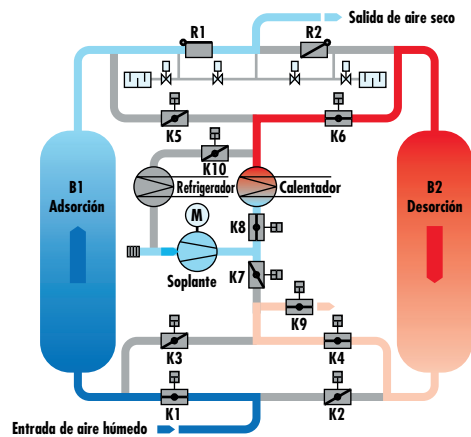 Salida de aire seco
R1
R2
K5
K6
K10
B1
Adsorción
Refrigerador
Calentador
B2
Desorción
M
K8
Soplante
K7
K9
K3
K4
K1
K2
Entrada de aire húmedo